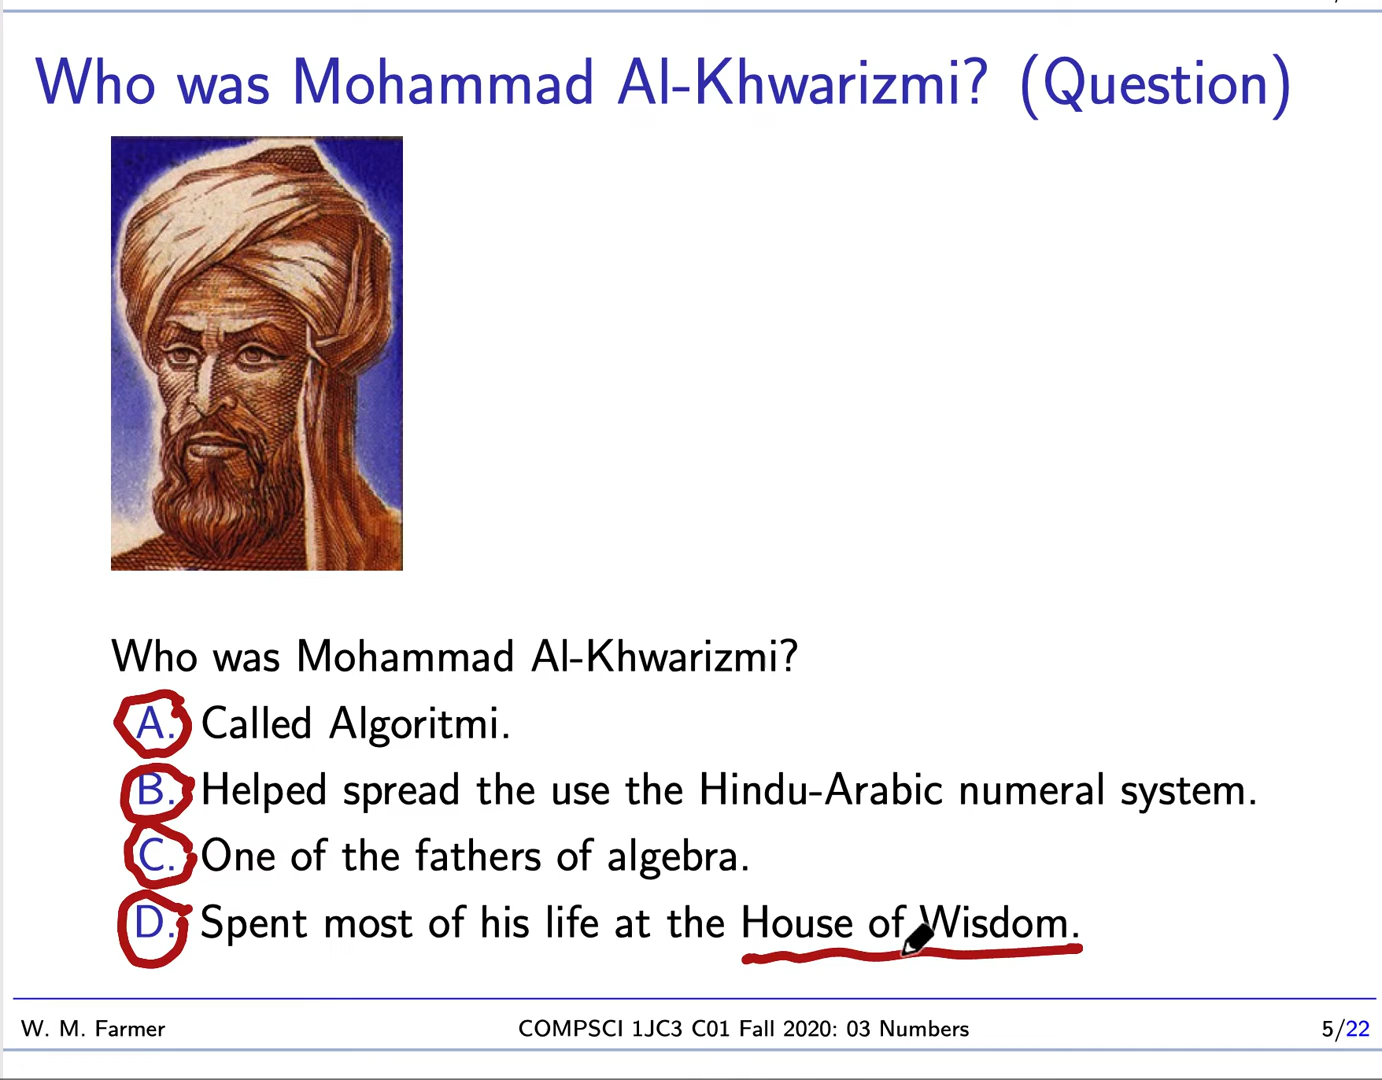 Who was Mohammad Al-Khwarizmi? (Question)
Who was Mohammad Al-Khwarizmi?
A. Called Algoritmi.
B. Helped spread the use the Hindu-Arabic numeral system.
C. One of the fathers of algebra.
D. Spent most of his life at the House of Wisdom.
W. M. Farmer COMPSCI 1JC3 C01 Fall 2020: 03 Numbers 5/22